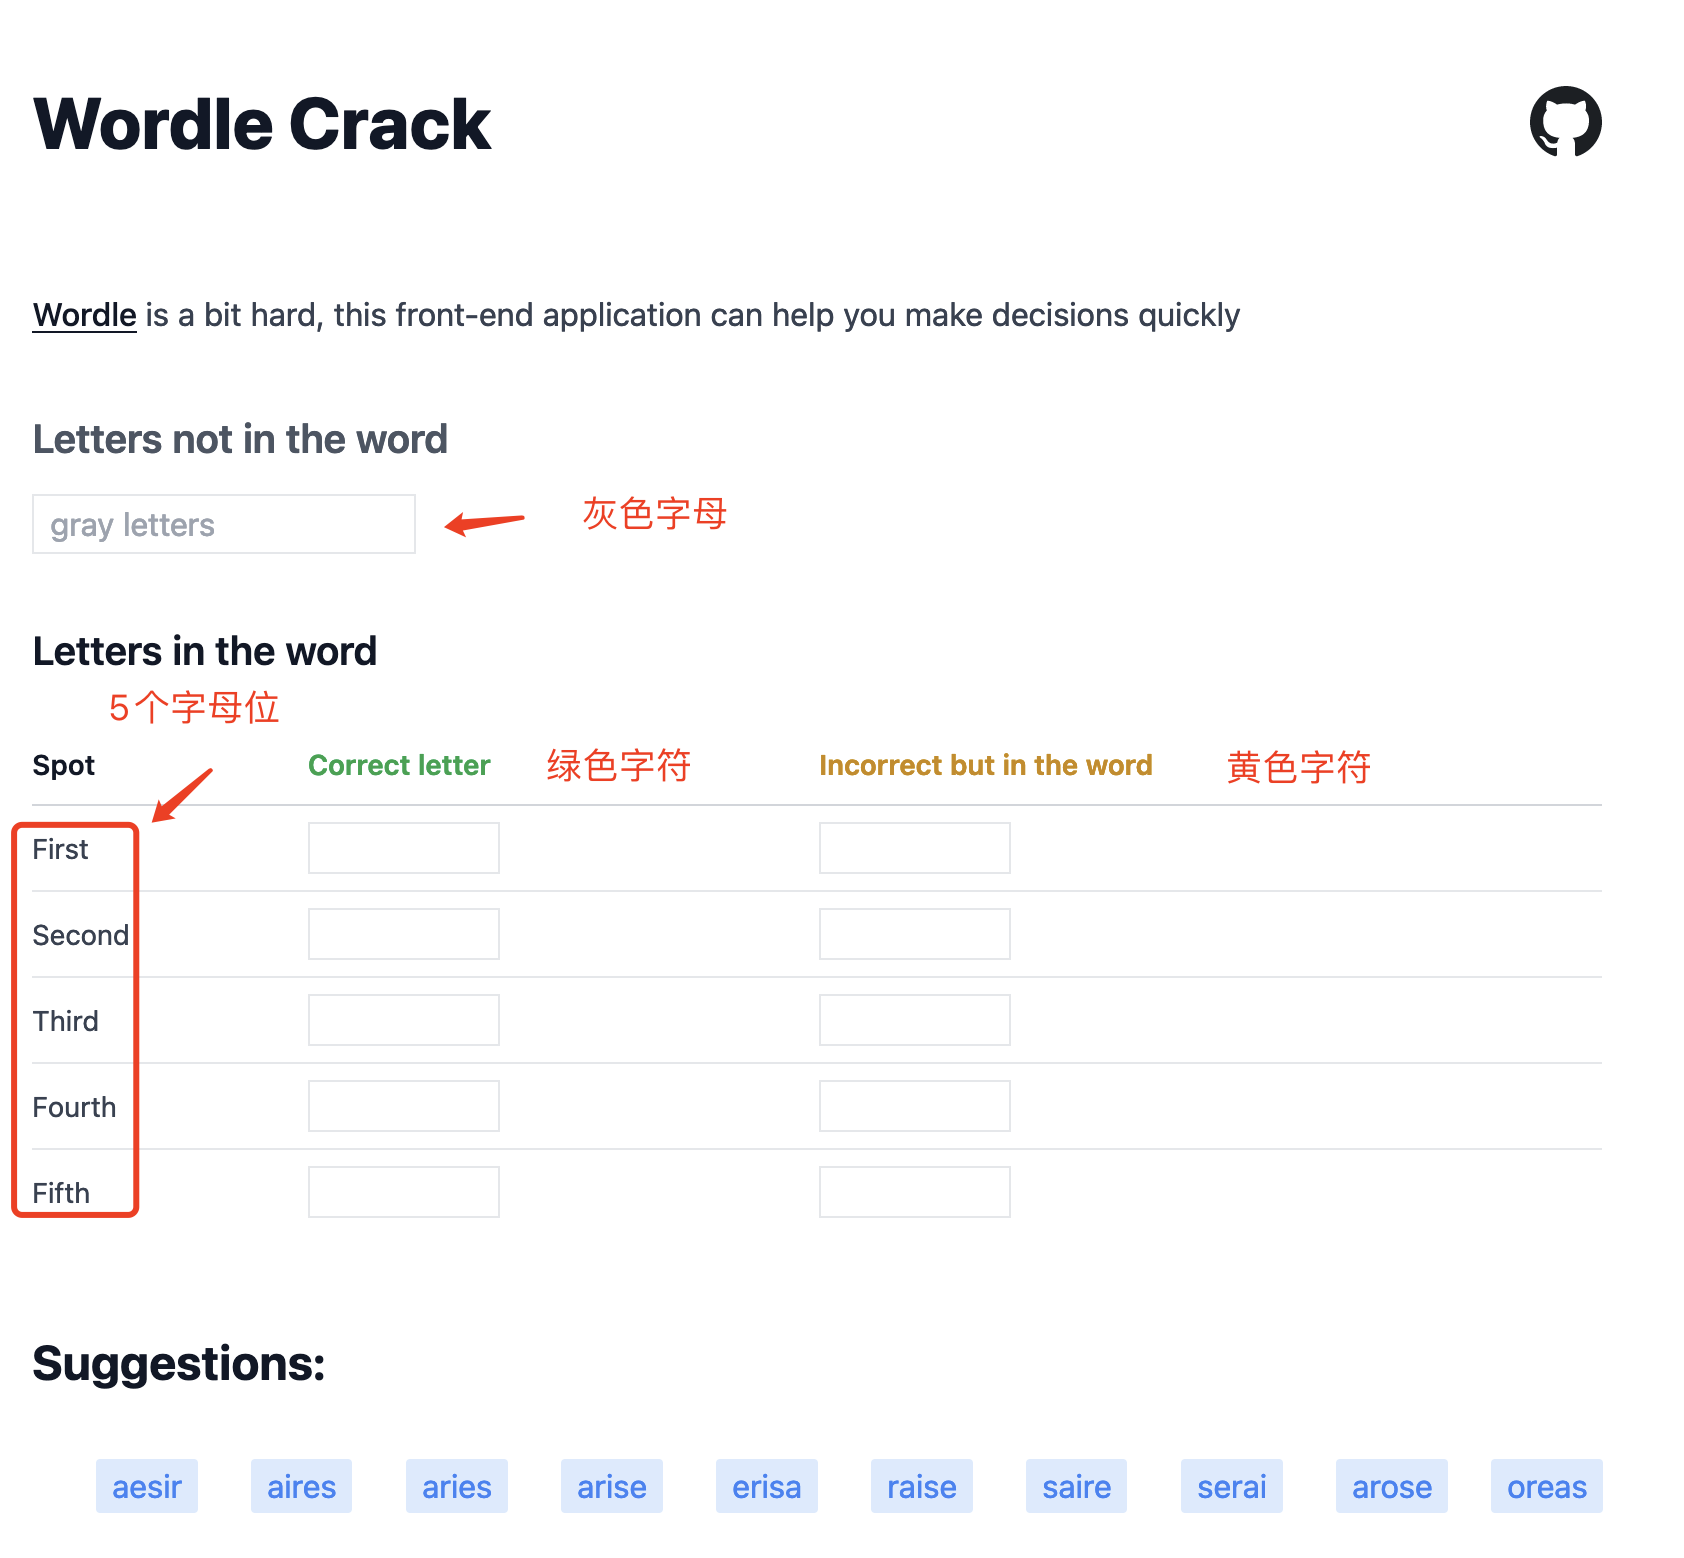 Wordle Crack
Wordle is a bit hard, this front-end application can help you make decisions quickly
Letters not in the word
gray letters
灰色字母
Letters in the word
5个字母位
Spot Correct letter 绿色字符 Incorrect but in the word 黄色字符
First
Second
Third
Fourth
Fifth
Suggestions:
aesir aires aries arise erisa raise saire serai arose oreas